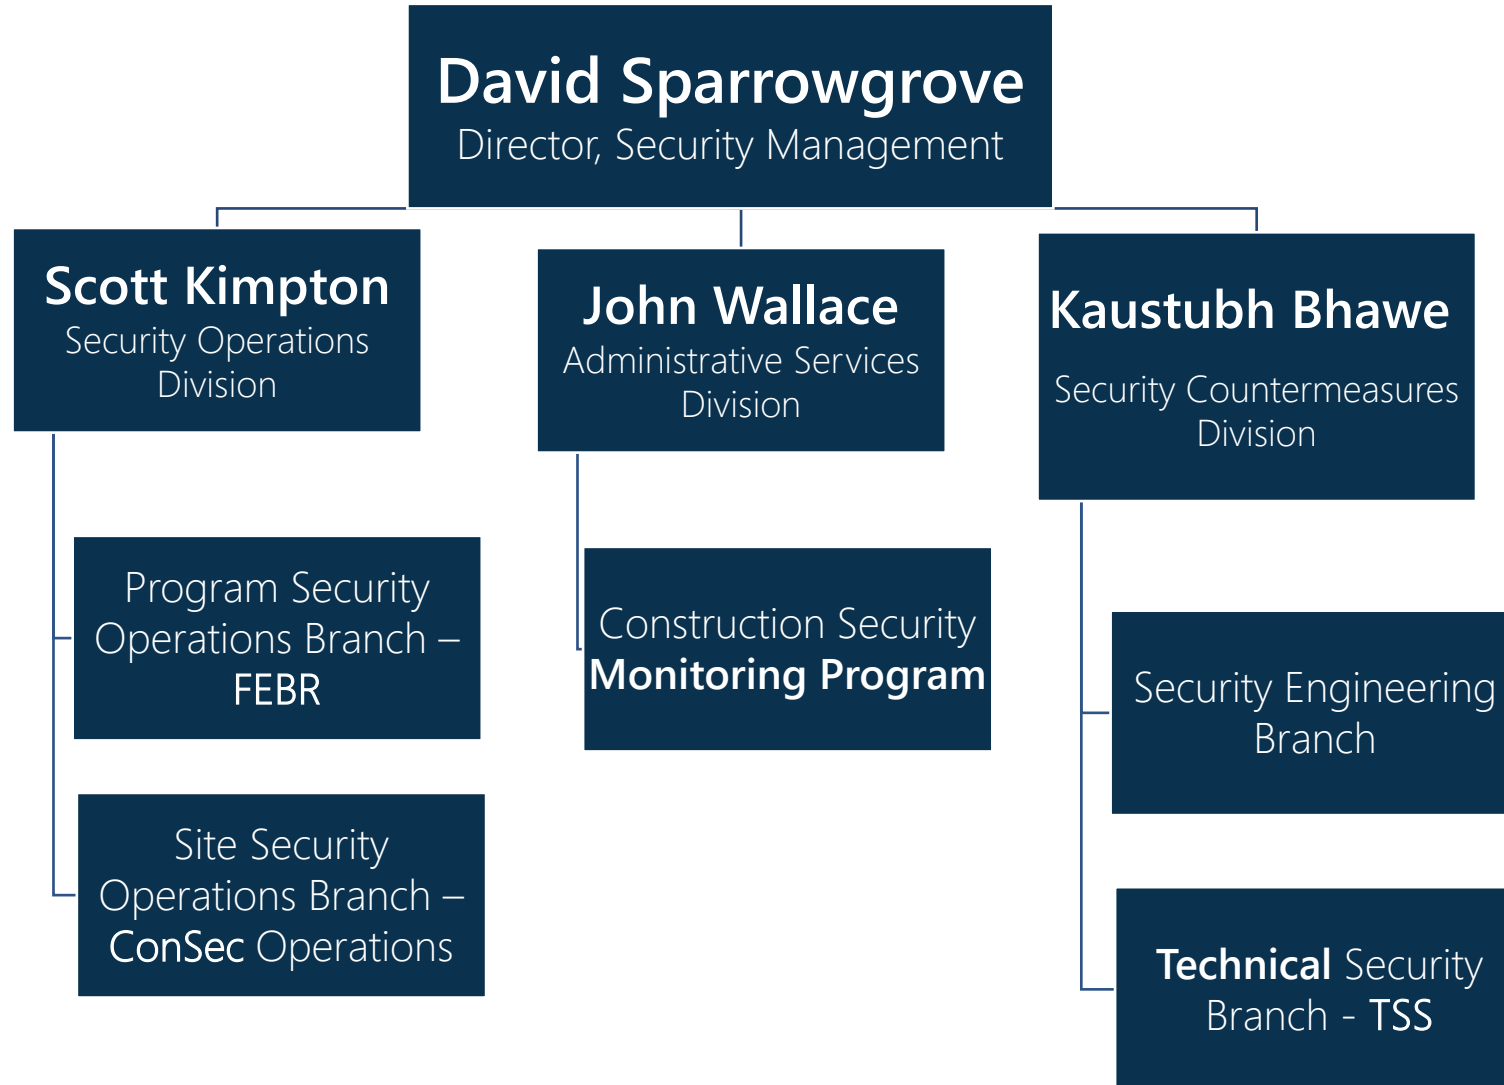 David Sparrowgrove
Director, Security Management
Scott Kimpton
Security Operations
Division
John Wallace
Administrative Services
Division
Kaustubh Bhawe
Security Countermeasures
Division
Program Security
Operations Branch –
FEBR
Site Security
Operations Branch –
ConSec Operations
Construction Security
Monitoring Program
Security Engineering
Branch
Technical Security
Branch - TSS